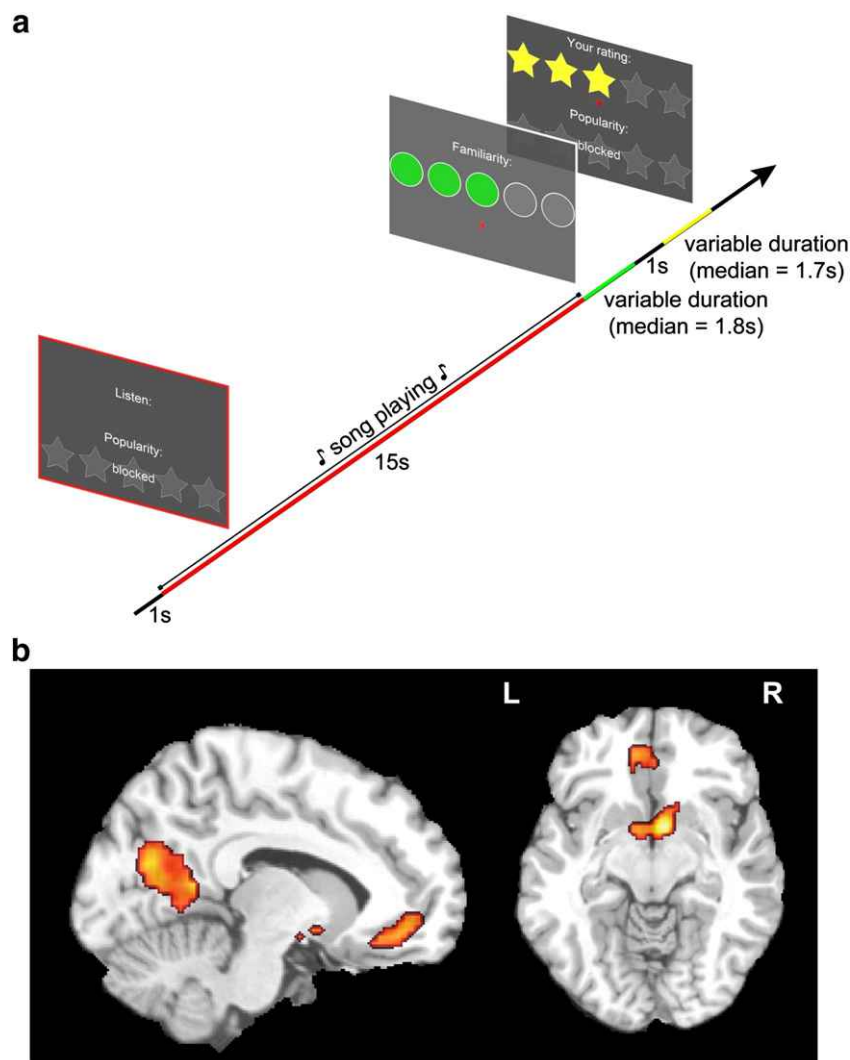 a
Your rating:
Popularity:
blocked
Familiarity:
variable duration
(median = 1.7s)
1s
variable duration
(median = 1.8s)
♪ song playing ♪
15s
Listen:
Popularity:
blocked
1s
b
L
R